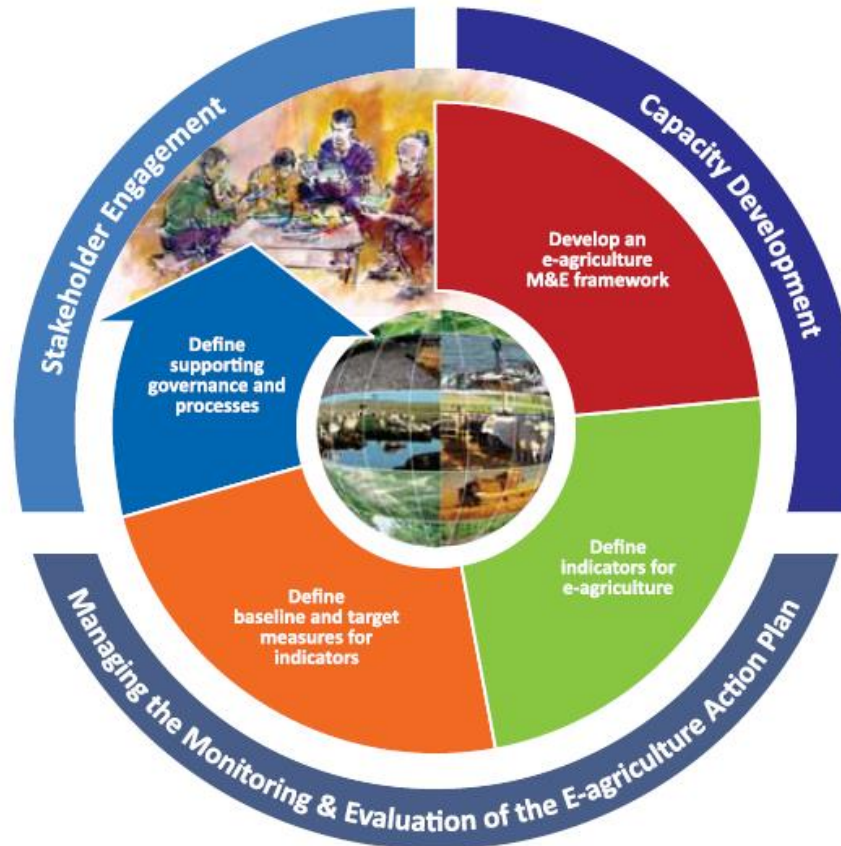 Stakeholder Engagement
Capacity Development
Develop an
e-agriculture
M&E framework
Define
indicators for
e-agriculture
Define
baseline and target
measures for
indicators
Define
supporting
governance and
processes
Managing the Monitoring & Evaluation of the E-agriculture Action Plan